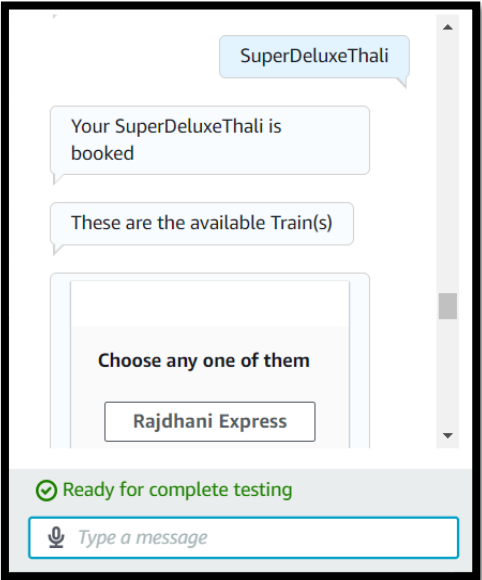 SuperDeluxeThali
Your SuperDeluxeThali is
booked
These are the available Train(s)
Choose any one of them
Rajdhani Express
Ready for complete testing
Type a message